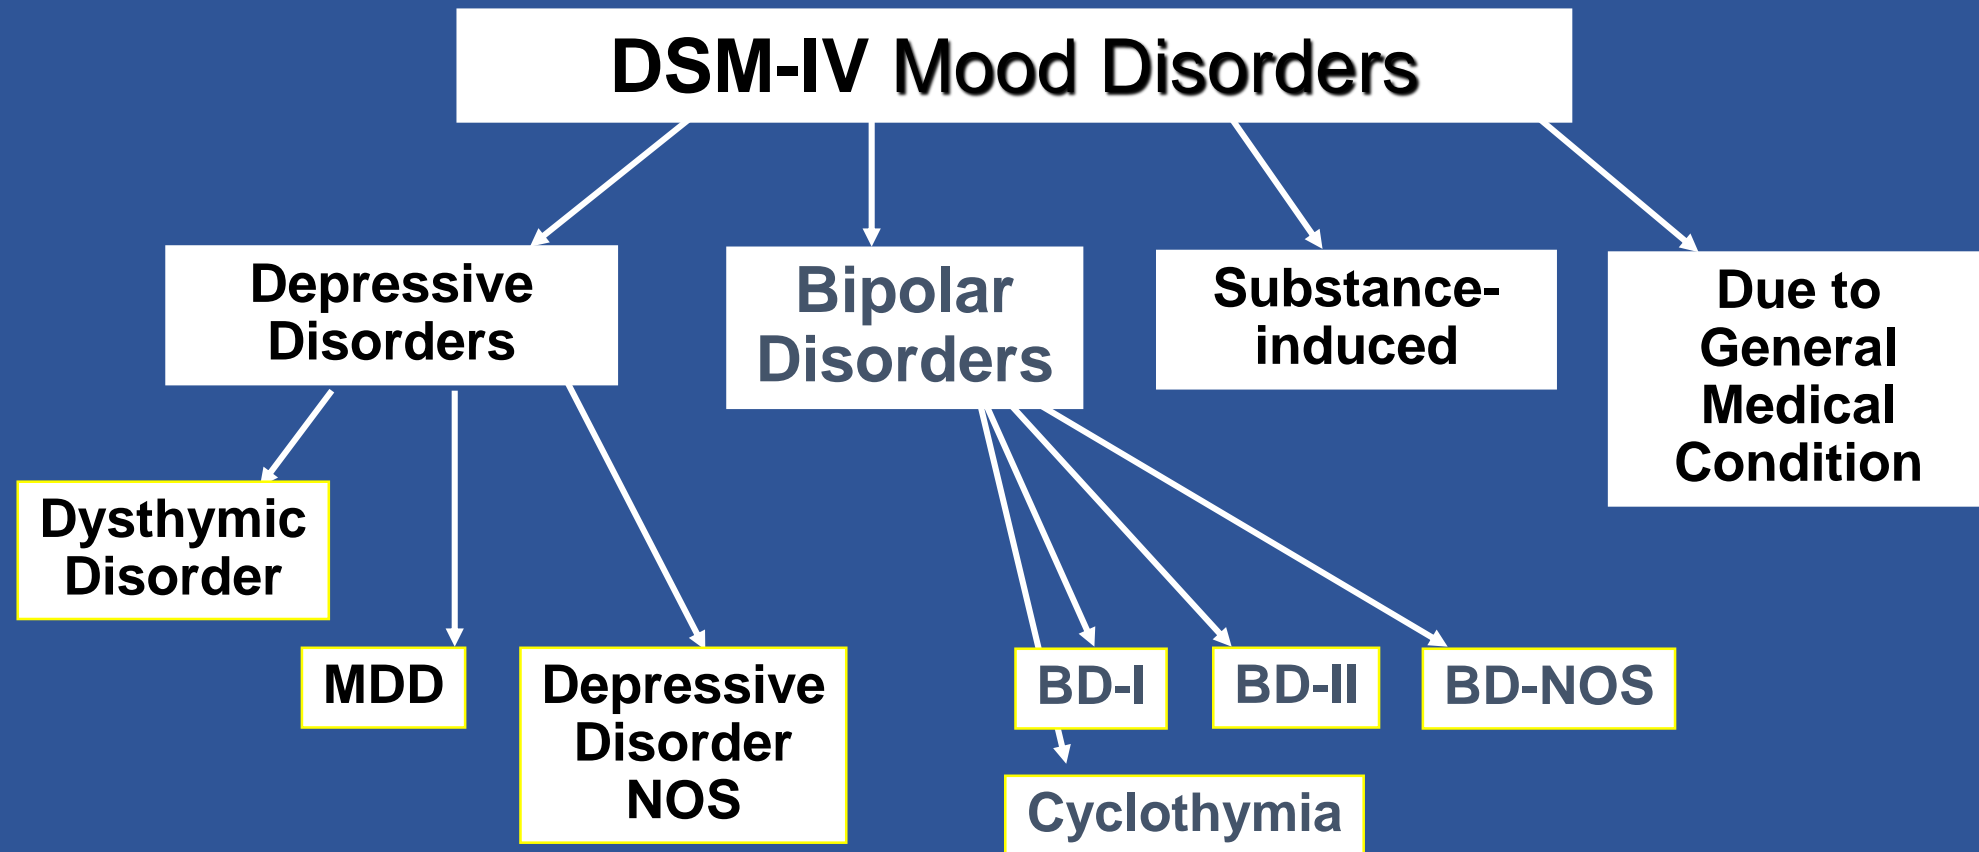 DSM-IV Mood Disorders
Depressive
Disorders
Bipolar
Disorders
Substance-
induced
Due to
General
Medical
Condition
Dysthymic
Disorder
MDD
Depressive
Disorder
NOS
BD-I
BD-II
BD-NOS
Cyclothymia